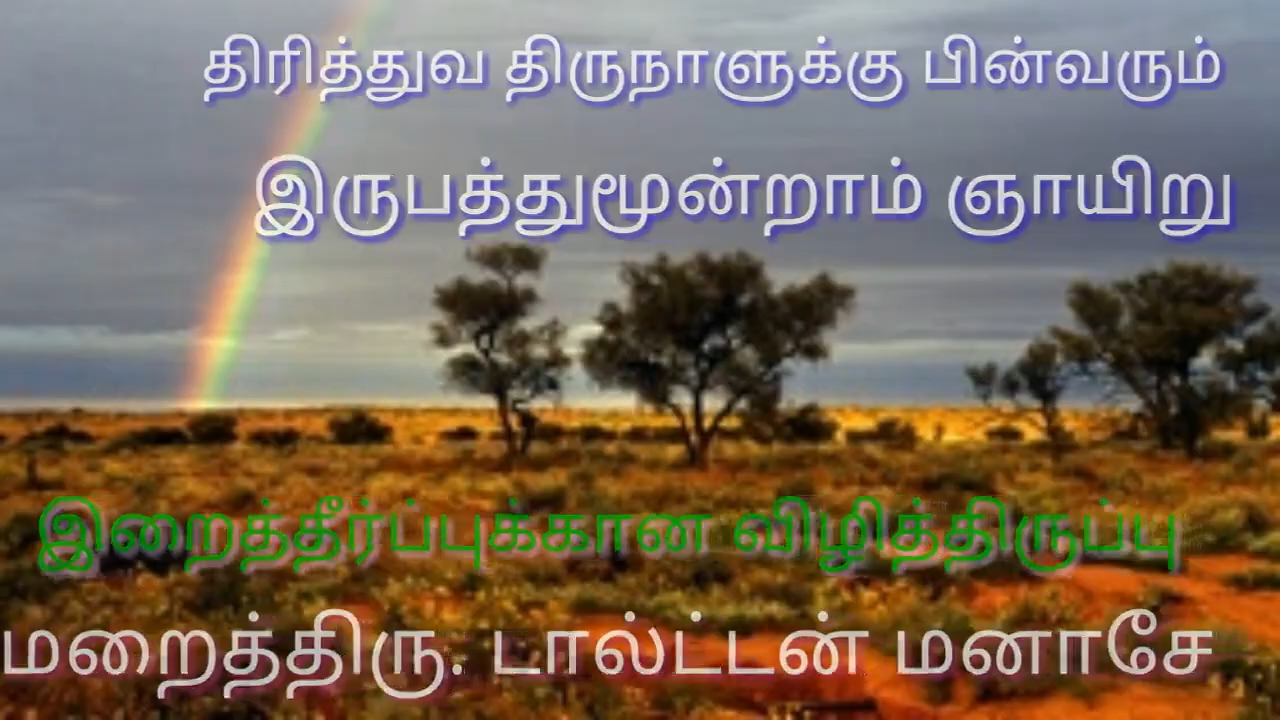 திரித்துவ திருநாளுக்கு பின்வரும்
இருபத்துமூன்றாம் ஞாயிறு
இறைத்தீர்ப்புக்கான விழித்திருப்பு
மறைத்திரு. டால்ட்டன் மனாசே